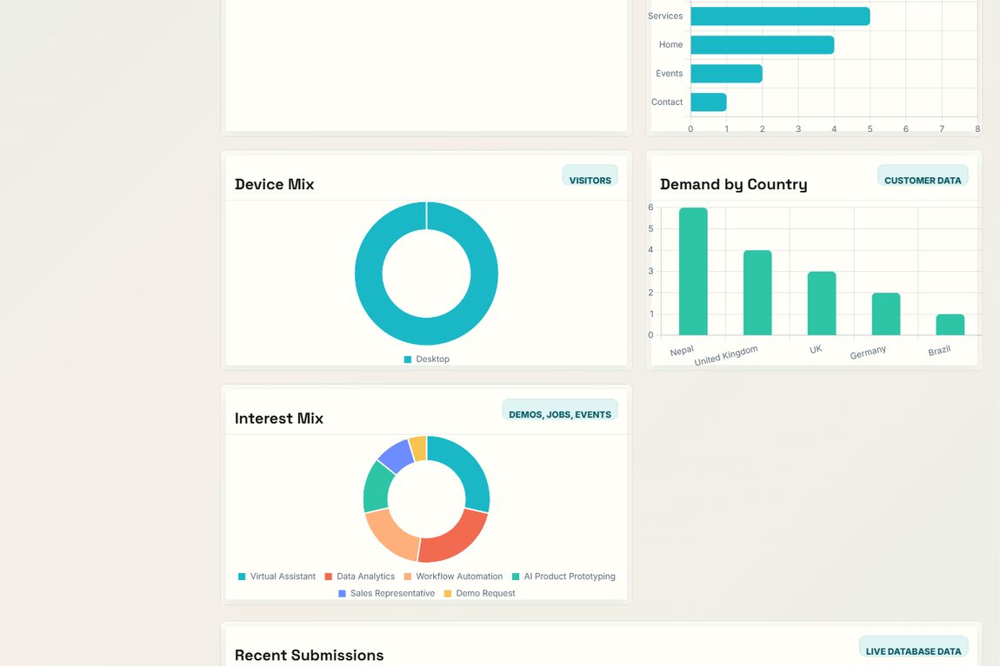 Services
Home
Events
Contact
0 1 2 3 4 5 6 7 8
Device Mix
VISITORS
Desktop
Demand by Country
CUSTOMER DATA
6
5
4
3
2
1
0
Nepal United Kingdom UK Germany Brazil
Interest Mix
DEMOS, JOBS, EVENTS
Virtual Assistant Data Analytics Workflow Automation AI Product Prototyping
Sales Representative Demo Request
Recent Submissions
LIVE DATABASE DATA